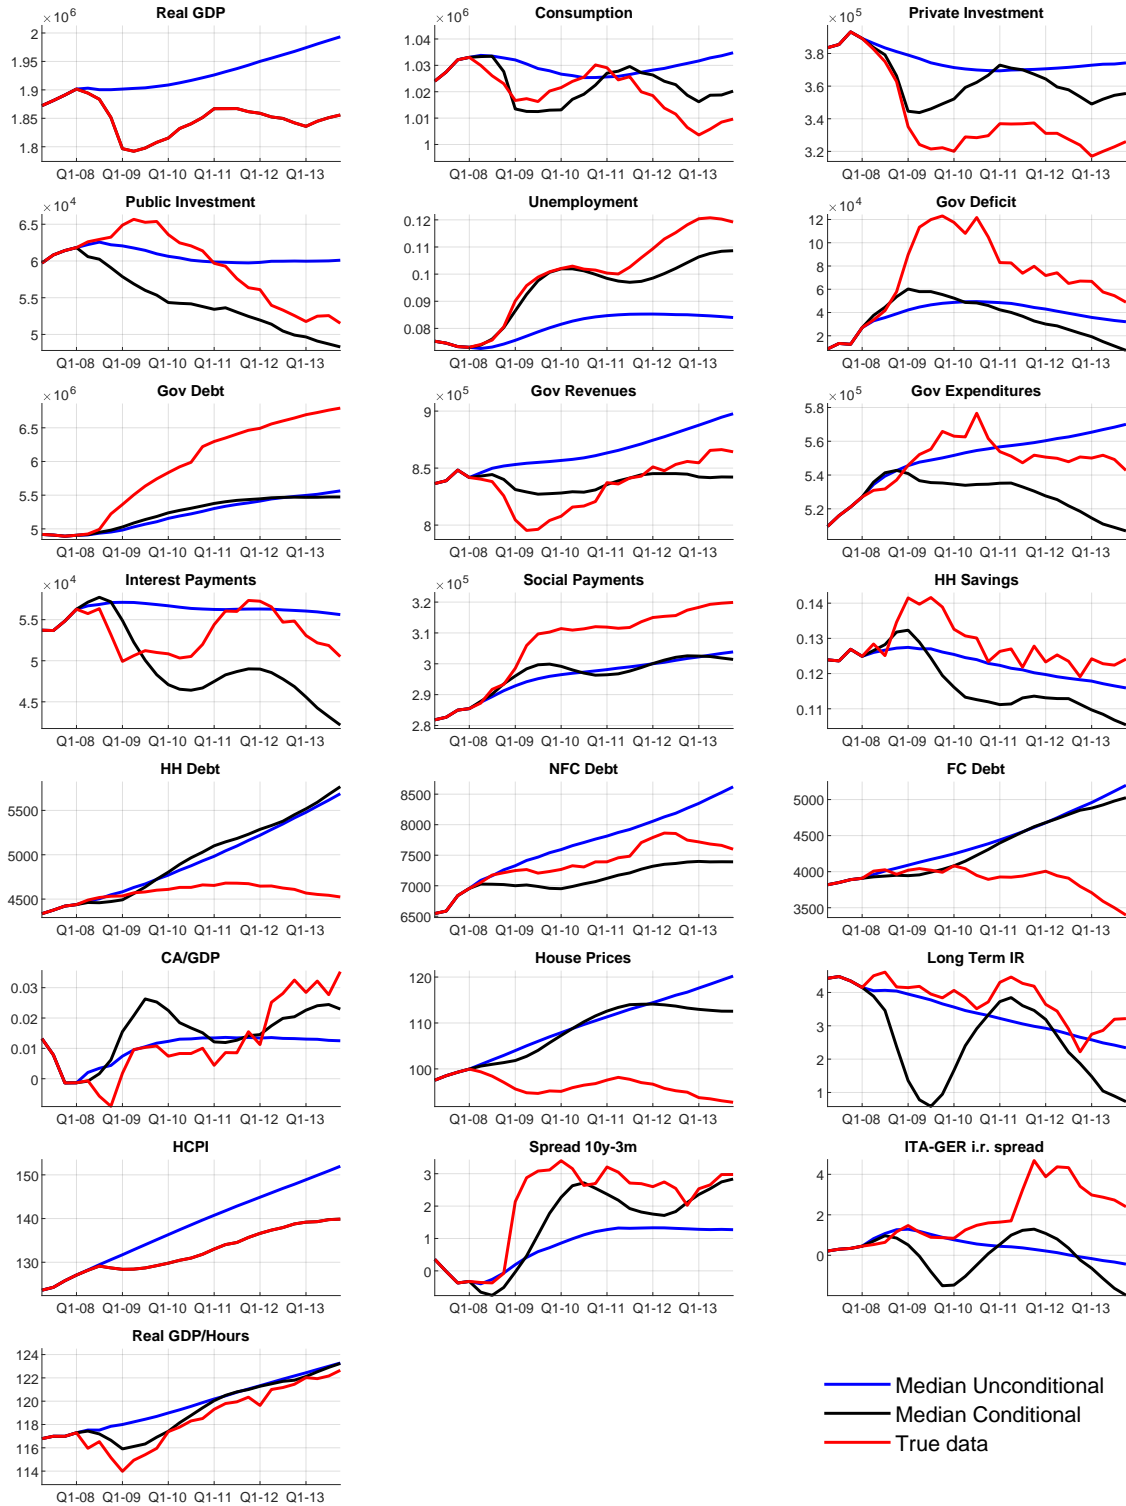 Real GDP
×10^6
2
1.95
1.9
1.85
1.8
Q1-08 Q1-09 Q1-10 Q1-11 Q1-12 Q1-13
Consumption
×10^6
1.04
1.03
1.02
1.01
1
Q1-08 Q1-09 Q1-10 Q1-11 Q1-12 Q1-13
Private Investment
×10^5
3.8
3.6
3.4
3.2
Q1-08 Q1-09 Q1-10 Q1-11 Q1-12 Q1-13
Public Investment
×10^4
6.5
6
5.5
5
Q1-08 Q1-09 Q1-10 Q1-11 Q1-12 Q1-13
Unemployment
0.12
0.11
0.1
0.09
0.08
Q1-08 Q1-09 Q1-10 Q1-11 Q1-12 Q1-13
Gov Deficit
×10^4
12
10
8
6
4
2
Q1-08 Q1-09 Q1-10 Q1-11 Q1-12 Q1-13
Gov Debt
×10^6
6.5
6
5.5
5
Q1-08 Q1-09 Q1-10 Q1-11 Q1-12 Q1-13
Gov Revenues
×10^5
9
8.5
8
Q1-08 Q1-09 Q1-10 Q1-11 Q1-12 Q1-13
Gov Expenditures
×10^5
5.8
5.6
5.4
5.2
Q1-08 Q1-09 Q1-10 Q1-11 Q1-12 Q1-13
Interest Payments
×10^4
5.5
5
4.5
Q1-08 Q1-09 Q1-10 Q1-11 Q1-12 Q1-13
Social Payments
×10^5
3.2
3.1
3
2.9
2.8
Q1-08 Q1-09 Q1-10 Q1-11 Q1-12 Q1-13
HH Savings
0.14
0.13
0.12
0.11
Q1-08 Q1-09 Q1-10 Q1-11 Q1-12 Q1-13
HH Debt
5500
5000
4500
Q1-08 Q1-09 Q1-10 Q1-11 Q1-12 Q1-13
NFC Debt
8500
8000
7500
7000
6500
Q1-08 Q1-09 Q1-10 Q1-11 Q1-12 Q1-13
FC Debt
5000
4500
4000
3500
Q1-08 Q1-09 Q1-10 Q1-11 Q1-12 Q1-13
CA/GDP
0.03
0.02
0.01
0
Q1-08 Q1-09 Q1-10 Q1-11 Q1-12 Q1-13
House Prices
120
110
100
Q1-08 Q1-09 Q1-10 Q1-11 Q1-12 Q1-13
Long Term IR
4
3
2
1
Q1-08 Q1-09 Q1-10 Q1-11 Q1-12 Q1-13
HCPI
150
140
130
Q1-08 Q1-09 Q1-10 Q1-11 Q1-12 Q1-13
Spread 10y-3m
3
2
1
0
Q1-08 Q1-09 Q1-10 Q1-11 Q1-12 Q1-13
ITA-GER i.r. spread
4
2
0
Q1-08 Q1-09 Q1-10 Q1-11 Q1-12 Q1-13
Real GDP/Hours
124
122
120
118
116
114
Q1-08 Q1-09 Q1-10 Q1-11 Q1-12 Q1-13
Median Unconditional
Median Conditional
True data